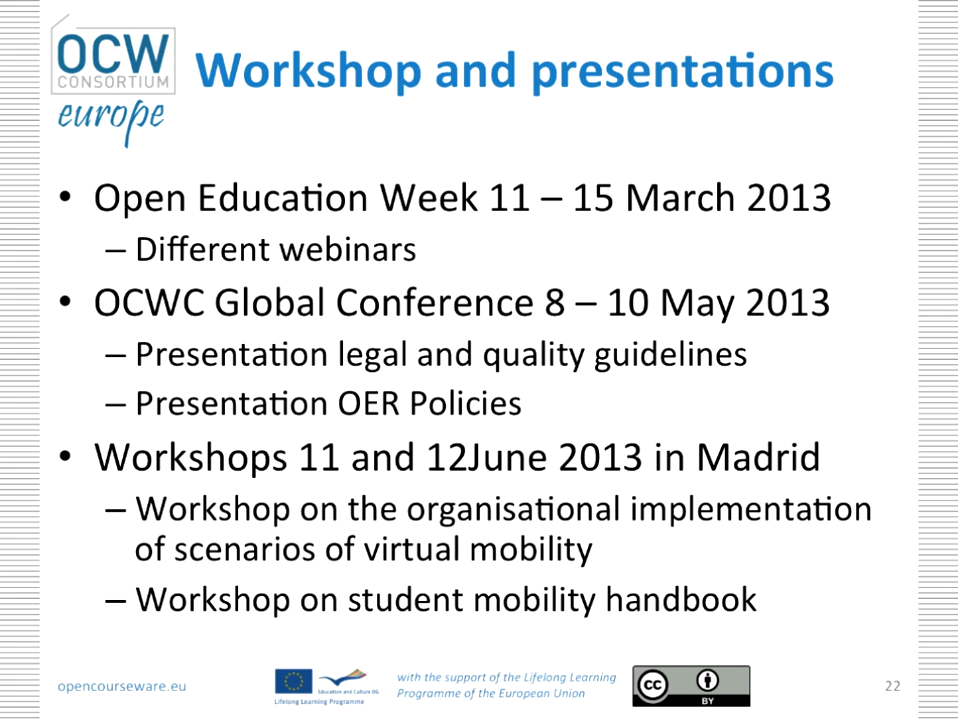 OCW
CONSORTIUM
europe
Workshop and presentations
• Open Education Week 11 – 15 March 2013
– Different webinars
• OCWC Global Conference 8 – 10 May 2013
– Presentation legal and quality guidelines
– Presentation OER Policies
• Workshops 11 and 12June 2013 in Madrid
– Workshop on the organisational implementation
of scenarios of virtual mobility
– Workshop on student mobility handbook
opencourseware.eu
Education and Culture DG
Lifelong Learning Programme
with the support of the Lifelong Learning
Programme of the European Union
cc
BY
22